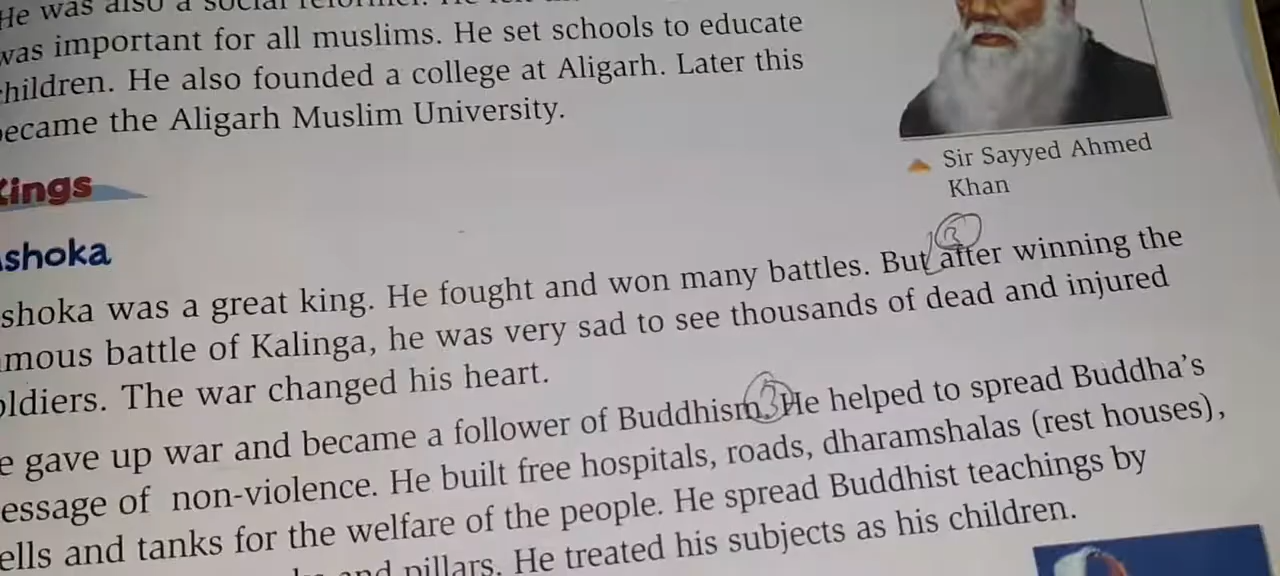 He was also a social reformer. He
was important for all muslims. He set schools to educate
children. He also founded a college at Aligarh. Later this
became the Aligarh Muslim University.
Sir Sayyed Ahmed
Khan
Kings
Ashoka
3
Ashoka was a great king. He fought and won many battles. But after winning the
famous battle of Kalinga, he was very sad to see thousands of dead and injured
soldiers. The war changed his heart.
3
He gave up war and became a follower of Buddhism. He helped to spread Buddha's
message of non-violence. He built free hospitals, roads, dharamshalas (rest houses),
wells and tanks for the welfare of the people. He spread Buddhist teachings by
and pillars. He treated his subjects as his children.